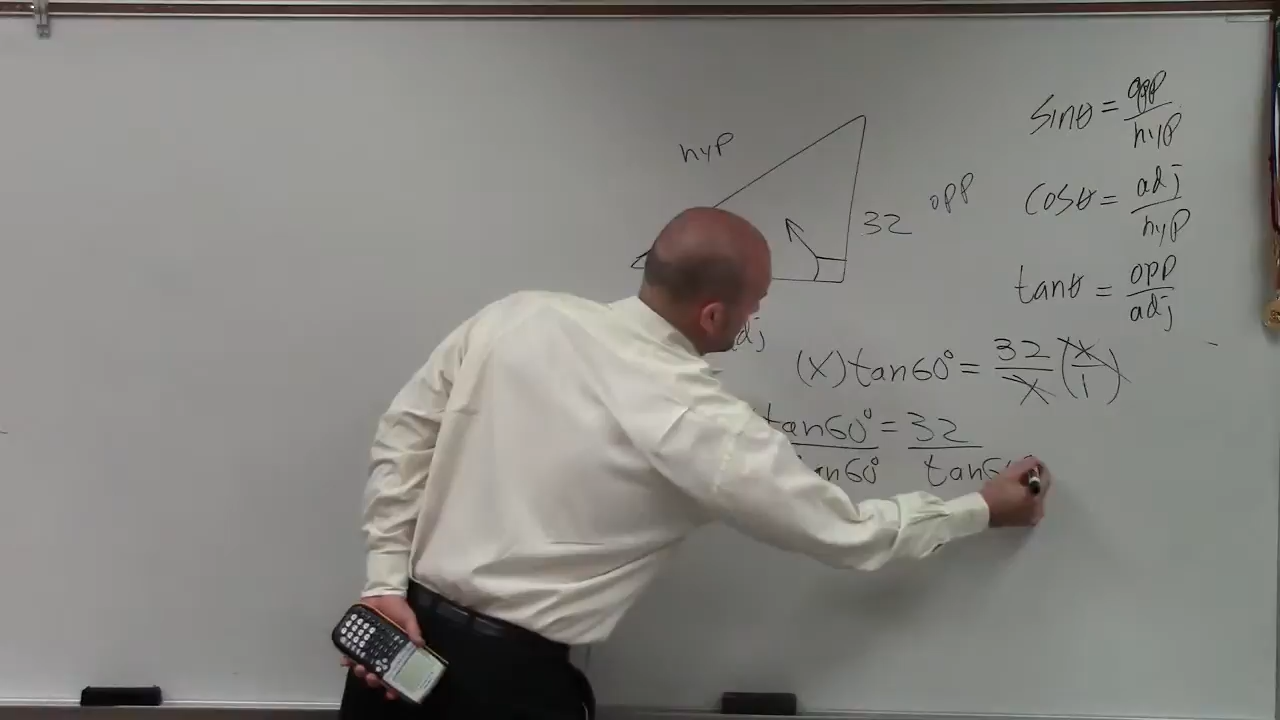 sinθ = opp/hyp
hyp
cosθ = adj/hyp
32 opp
tanθ = opp/adj
adj
(x)tan60° = 32/x (x/1)
tan60° = 32
tan60° tan6